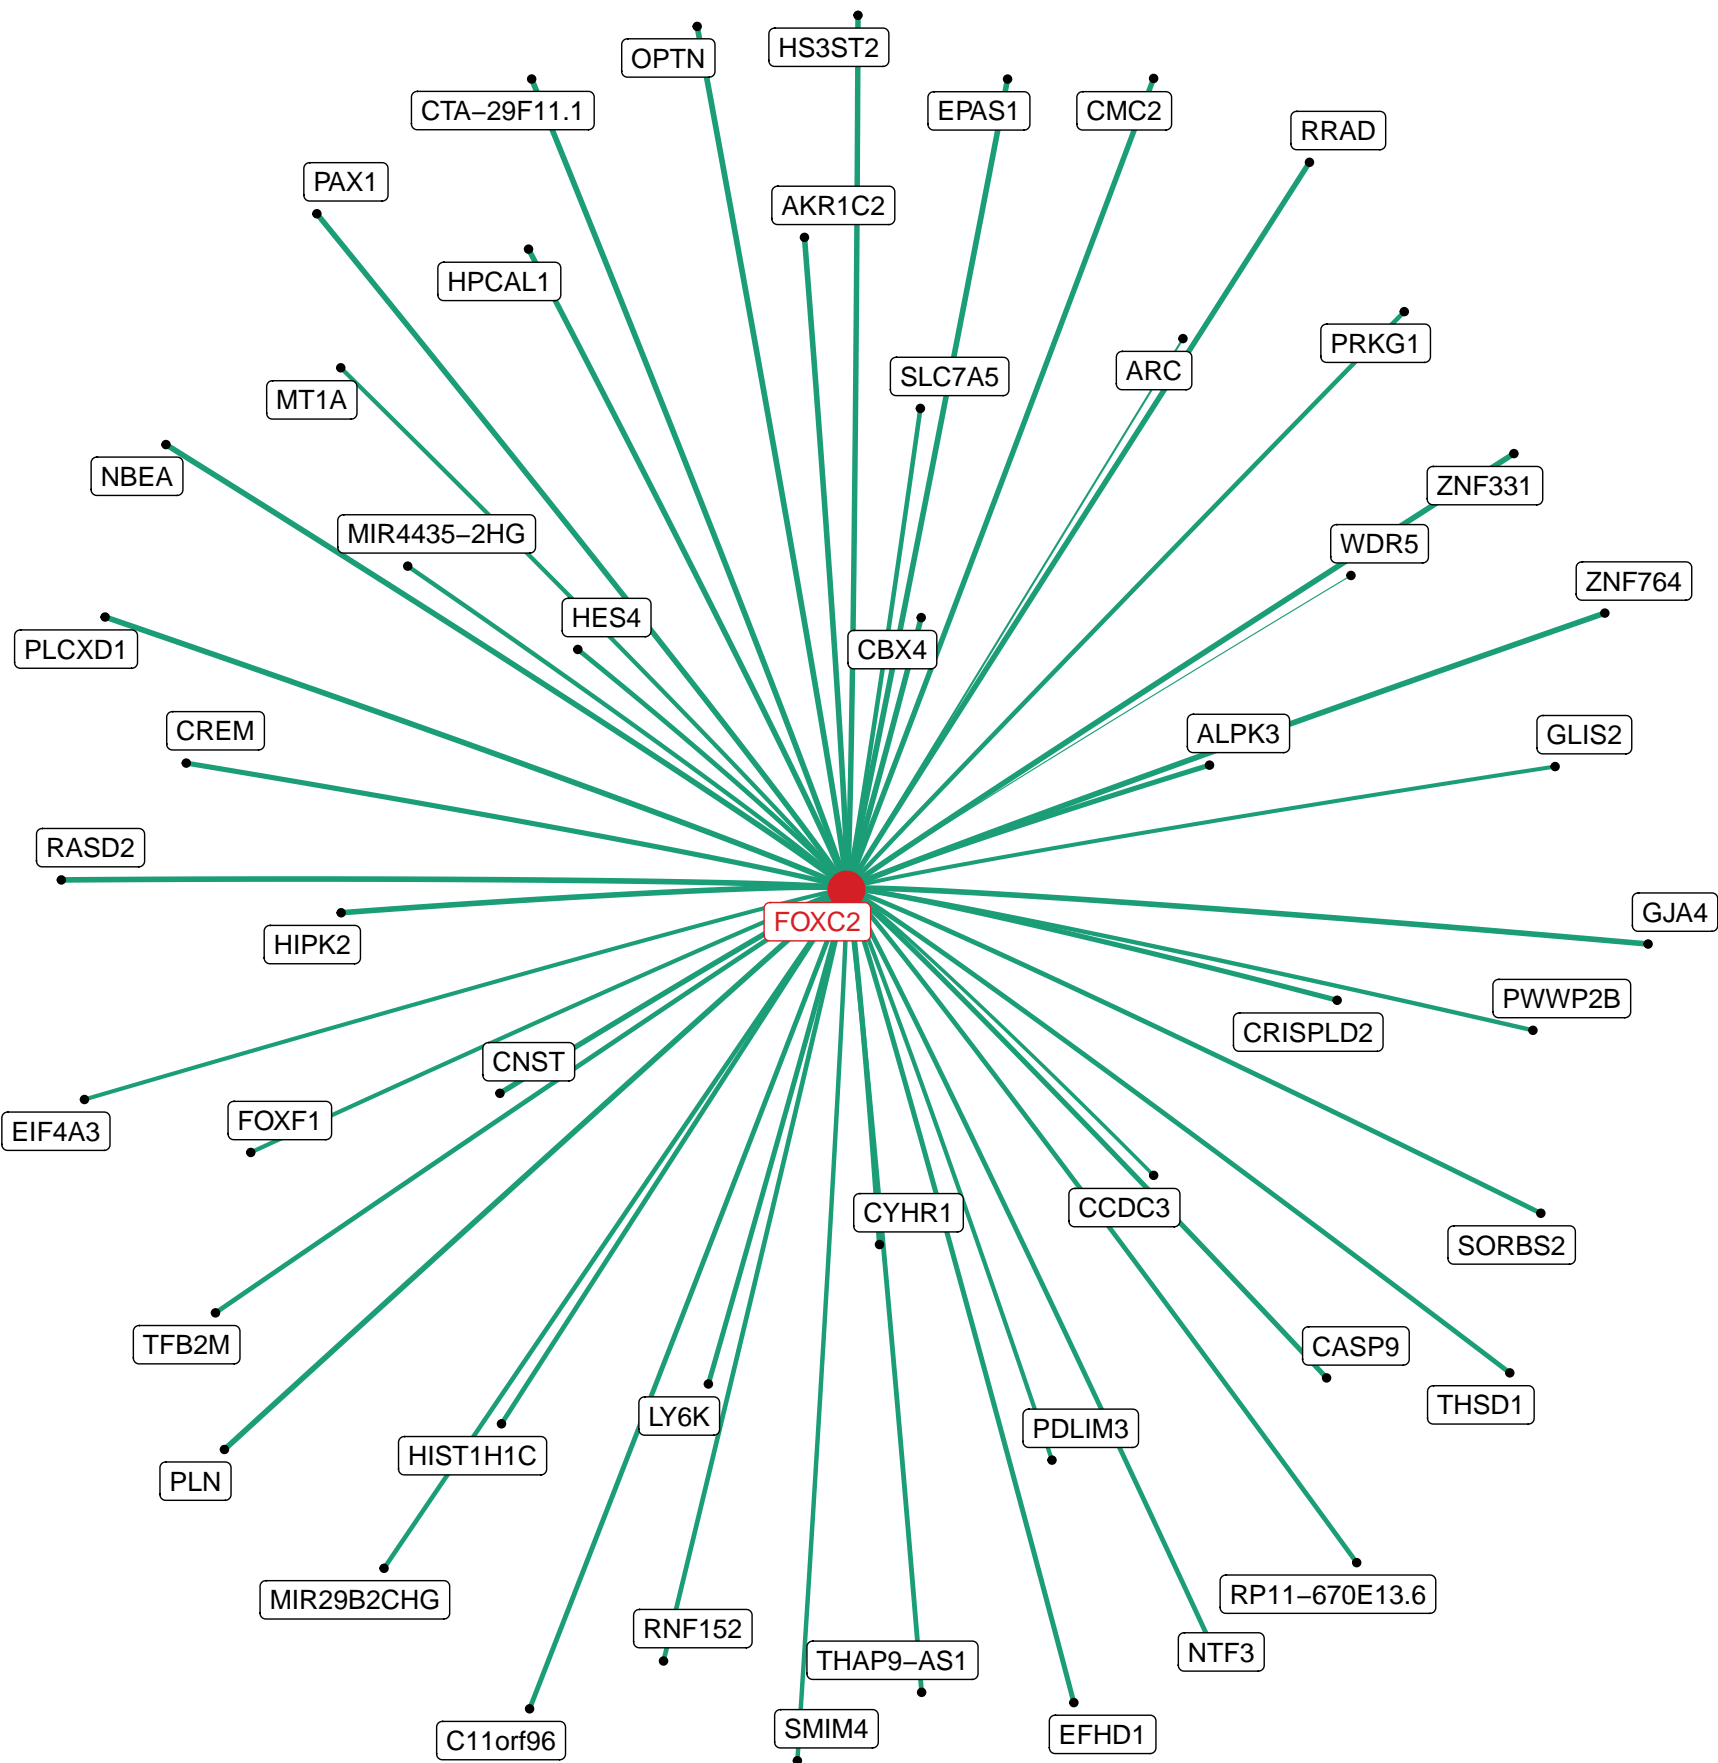 HS3ST2
OPTN
CTA−29F11.1
EPAS1
CMC2
RRAD
PAX1
AKR1C2
HPCAL1
PRKG1
ARC
SLC7A5
MT1A
NBEA
ZNF331
MIR4435−2HG
WDR5
ZNF764
HES4
PLCXD1
CBX4
CREM
ALPK3
GLIS2
RASD2
GJA4
FOXC2
HIPK2
PWWP2B
CRISPLD2
CNST
FOXF1
EIF4A3
CCDC3
CYHR1
SORBS2
TFB2M
CASP9
THSD1
LY6K
PDLIM3
HIST1H1C
PLN
RP11−670E13.6
MIR29B2CHG
RNF152
NTF3
THAP9−AS1
SMIM4
EFHD1
C11orf96